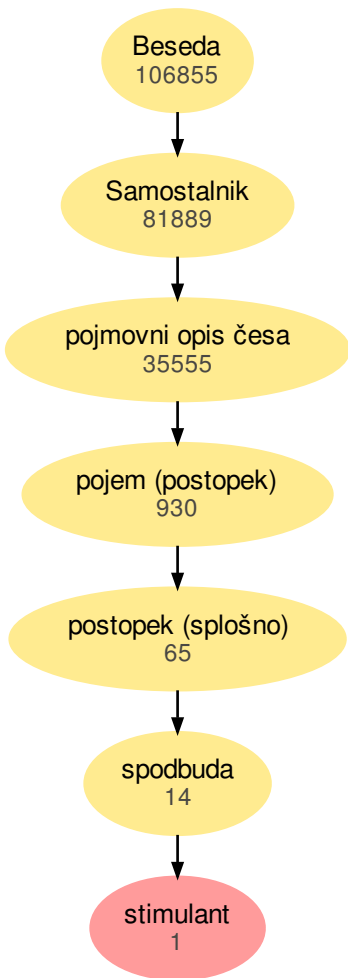 Beseda
106855
Samostalnik
81889
pojmovni opis česa
35555
pojem (postopek)
930
postopek (splošno)
65
spodbuda
14
stimulant
1